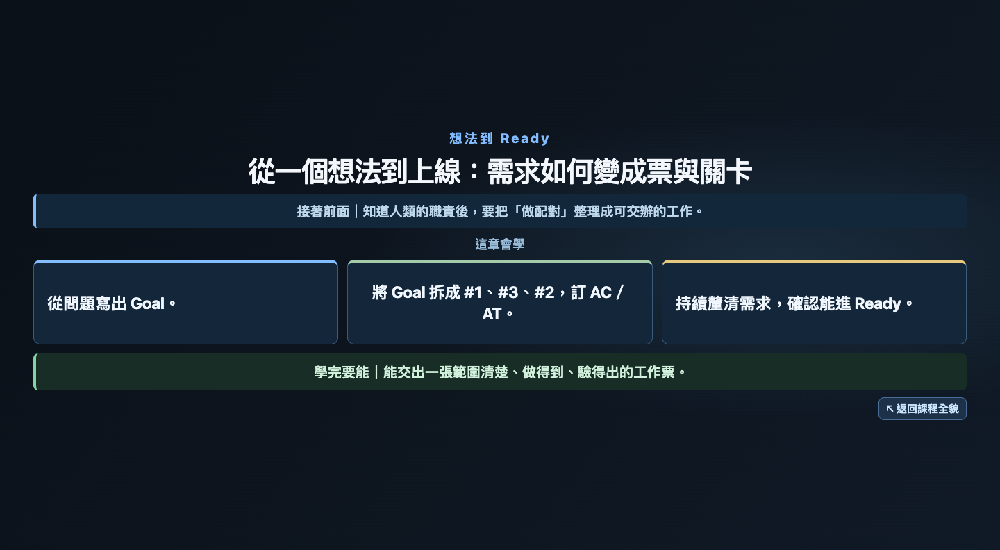 想法到 Ready
從一個想法到上線：需求如何變成票與關卡
接著前面｜知道人類的職責後，要把「做配對」整理成可交辦的工作。
這章會學
從問題寫出 Goal。
將 Goal 拆成 #1、#3、#2，訂 AC /
AT。
持續釐清需求，確認能進 Ready。
學完要能｜能交出一張範圍清楚、做得到、驗得出的工作票。
↖ 返回課程全貌